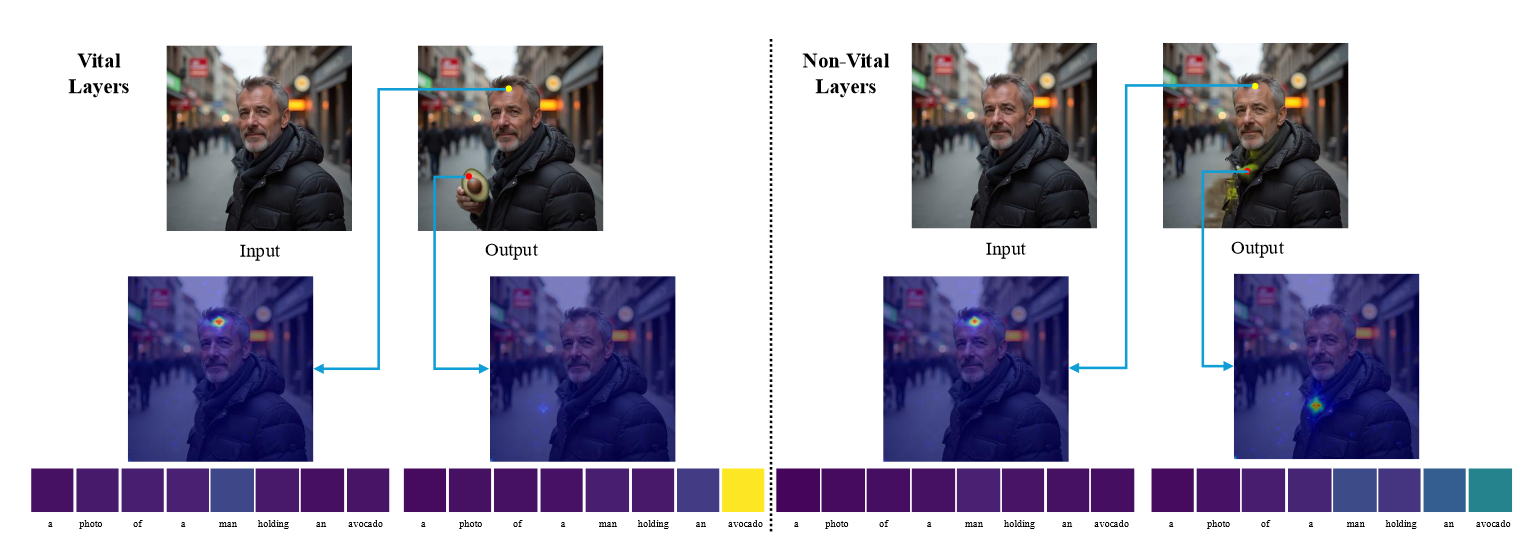 Vital
Layers
Input
Output
a photo of a man holding an avocado
a photo of a man holding an avocado
Non-Vital
Layers
Input
Output
a photo of a man holding an avocado
a photo of a man holding an avocado